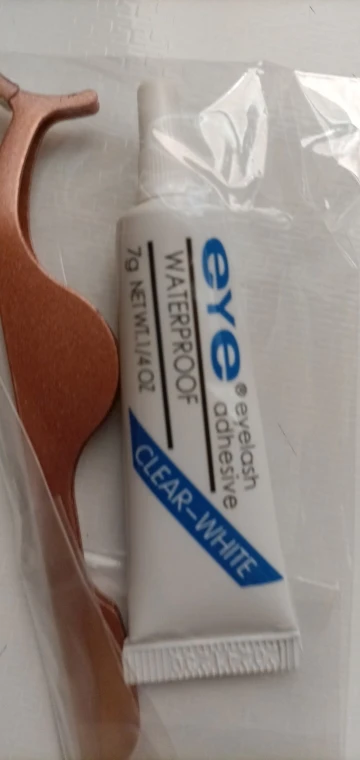 eYe®
eyelash
adhesive
WATERPROOF
7g NET WT.1/4 OZ
CLEAR-WHITE